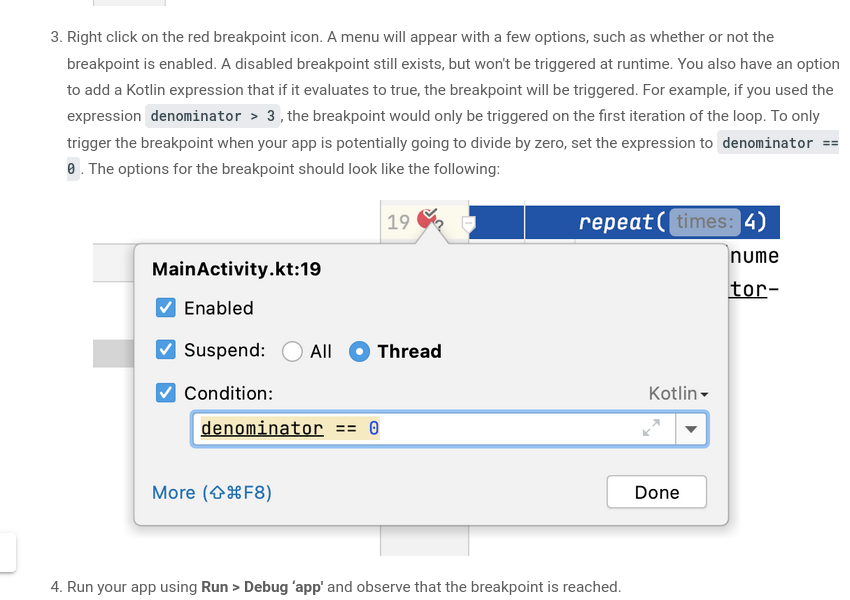 3. Right click on the red breakpoint icon. A menu will appear with a few options, such as whether or not the
breakpoint is enabled. A disabled breakpoint still exists, but won't be triggered at runtime. You also have an option
to add a Kotlin expression that if it evaluates to true, the breakpoint will be triggered. For example, if you used the
expression denominator > 3 , the breakpoint would only be triggered on the first iteration of the loop. To only
trigger the breakpoint when your app is potentially going to divide by zero, set the expression to denominator ==
0 . The options for the breakpoint should look like the following:
19 ? repeat( times: 4)
nume
tor-
MainActivity.kt:19
Enabled
Suspend: All Thread
Condition: Kotlin
denominator == 0
More (⇧⌘F8) Done
4. Run your app using Run > Debug ‘app' and observe that the breakpoint is reached.